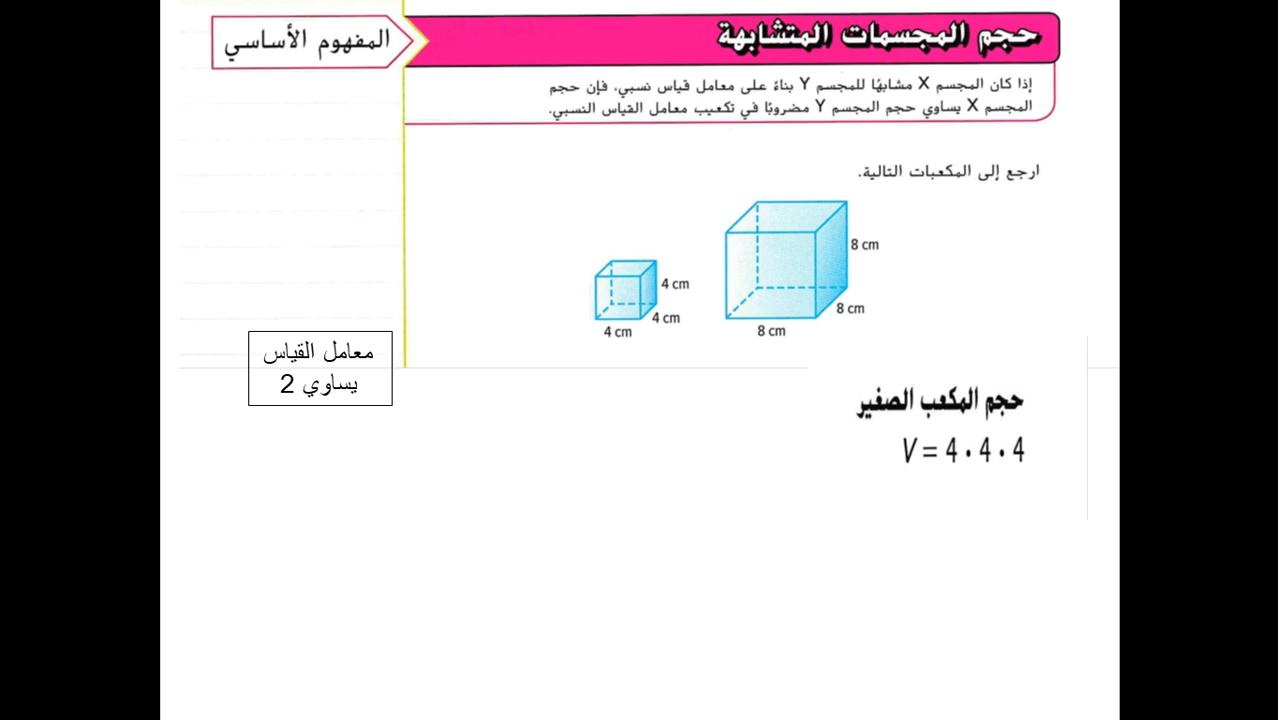 حجم المجسمات المتشابهة
المفهوم الأساسي
إذا كان المجسم X مشابهًا للمجسم Y بناءً على معامل قياس نسبي، فإن حجم
المجسم X يساوي حجم المجسم Y مضروبًا في تكعيب معامل القياس النسبي.
ارجع إلى المكعبات التالية.
8 cm
8 cm
8 cm
4 cm
4 cm
4 cm
معامل القياس
يساوي 2
حجم المكعب الصغير
V = 4 • 4 • 4